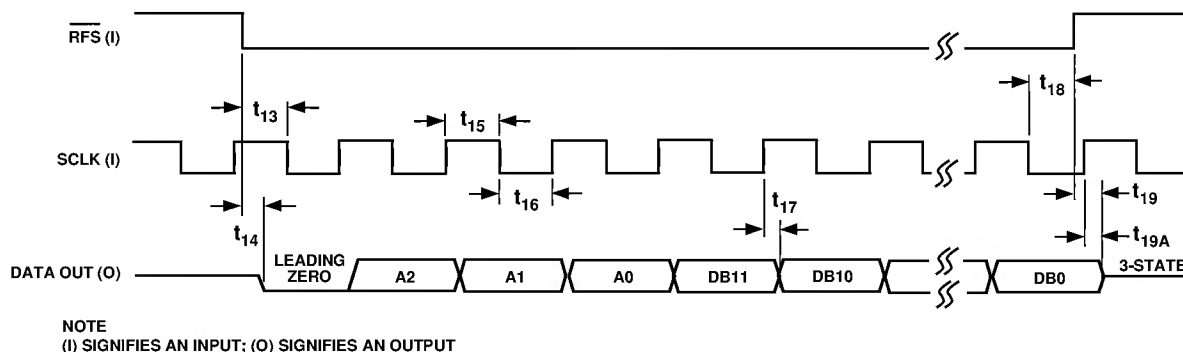 RFS (I)
t13
t15
t18
SCLK (I)
t16
t17
t19
t14
t19A
DATA OUT (O)
LEADING ZERO
A2
A1
A0
DB11
DB10
DB0
3-STATE
NOTE
(I) SIGNIFIES AN INPUT; (O) SIGNIFIES AN OUTPUT